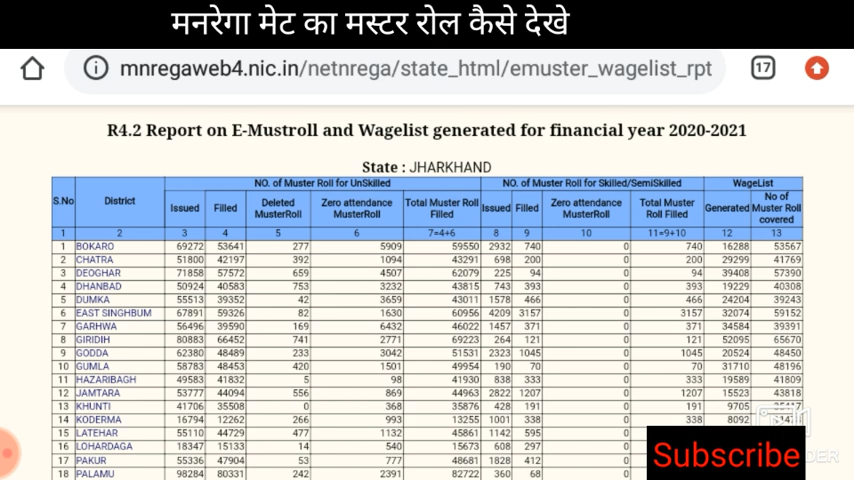 मनरेगा मेट का मस्टर रोल कैसे देखे
mnregaweb4.nic.in/netnrega/state_html/emuster_wagelist_rpt
17
R4.2 Report on E-Mustroll and Wagelist generated for financial year 2020-2021
State : JHARKHAND
S.No District NO. of Muster Roll for UnSkilled NO. of Muster Roll for Skilled/SemiSkilled WageList
Issued Filled Deleted MusterRoll Zero attendance MusterRoll Total Muster Roll Filled Issued Filled Zero attendance MusterRoll Total Muster Roll Filled Generated No of Muster Roll covered
1 2 3 4 5 6 7=4+6 8 9 10 11=9+10 12 13
1 BOKARO 69272 53641 277 5909 59550 2932 740 0 740 16288 53567
2 CHATRA 51800 42197 392 1094 43291 698 200 0 200 29299 41769
3 DEOGHAR 71858 57572 659 4507 62079 225 94 0 94 39408 57390
4 DHANBAD 50924 40583 753 3232 43815 743 393 0 393 19229 40308
5 DUMKA 55513 39352 42 3659 43011 1578 466 0 466 24204 39243
6 EAST SINGHBUM 67891 59326 82 1630 60956 4209 3157 0 3157 32074 59152
7 GARHWA 56496 39590 169 6432 46022 1457 371 0 371 34584 39391
8 GIRIDIH 80883 66452 741 2771 69223 264 121 0 121 52095 65670
9 GODDA 62380 48489 233 3042 51531 2323 1045 0 1045 20524 48450
10 GUMLA 58783 48453 420 1501 49954 190 70 0 70 31710 48196
11 HAZARIBAGH 49583 41832 5 98 41930 838 333 0 333 19589 41809
12 JAMTARA 53777 44094 556 869 44963 2822 1207 0 1207 15523 43818
13 KHUNTI 41706 35508 0 368 35876 428 191 0 191 9705
14 KODERMA 16794 12262 266 993 13255 1001 338 0 338 8092
15 LATEHAR 55110 44729 477 1132 45861 1142 595 0
16 LOHARDAGA 18347 15133 14 540 15673 608 297 0
17 PAKUR 55336 47904 53 777 48681 1828 412 0
18 PALAMU 98284 80331 242 2391 82722 360 68 0
Subscribe